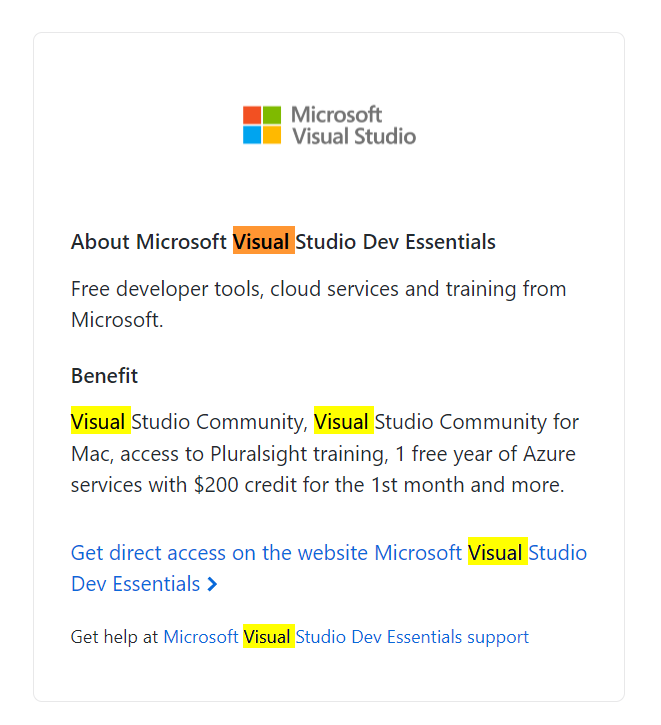 Microsoft
Visual Studio
About Microsoft Visual Studio Dev Essentials
Free developer tools, cloud services and training from
Microsoft.
Benefit
Visual Studio Community, Visual Studio Community for
Mac, access to Pluralsight training, 1 free year of Azure
services with $200 credit for the 1st month and more.
Get direct access on the website Microsoft Visual Studio
Dev Essentials
Get help at Microsoft Visual Studio Dev Essentials support